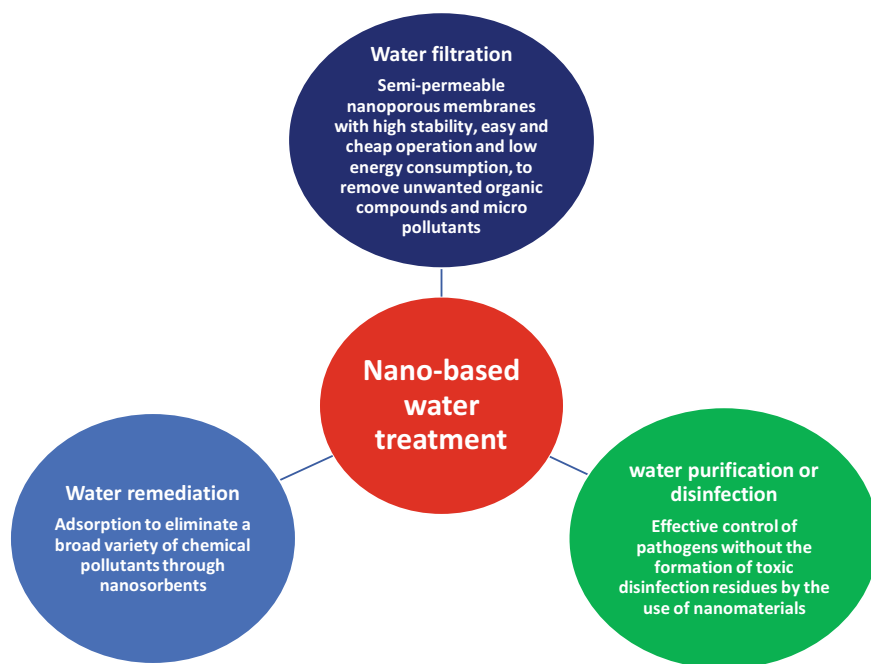 Water filtration
Semi-permeable
nanoporous membranes
with high stability, easy and
cheap operation and low
energy consumption, to
remove unwanted organic
compounds and micro
pollutants
Nano-based
water
treatment
Water remediation
Adsorption to eliminate a
broad variety of chemical
pollutants through
nanosorbents
water purification or
disinfection
Effective control of
pathogens without the
formation of toxic
disinfection residues by the
use of nanomaterials